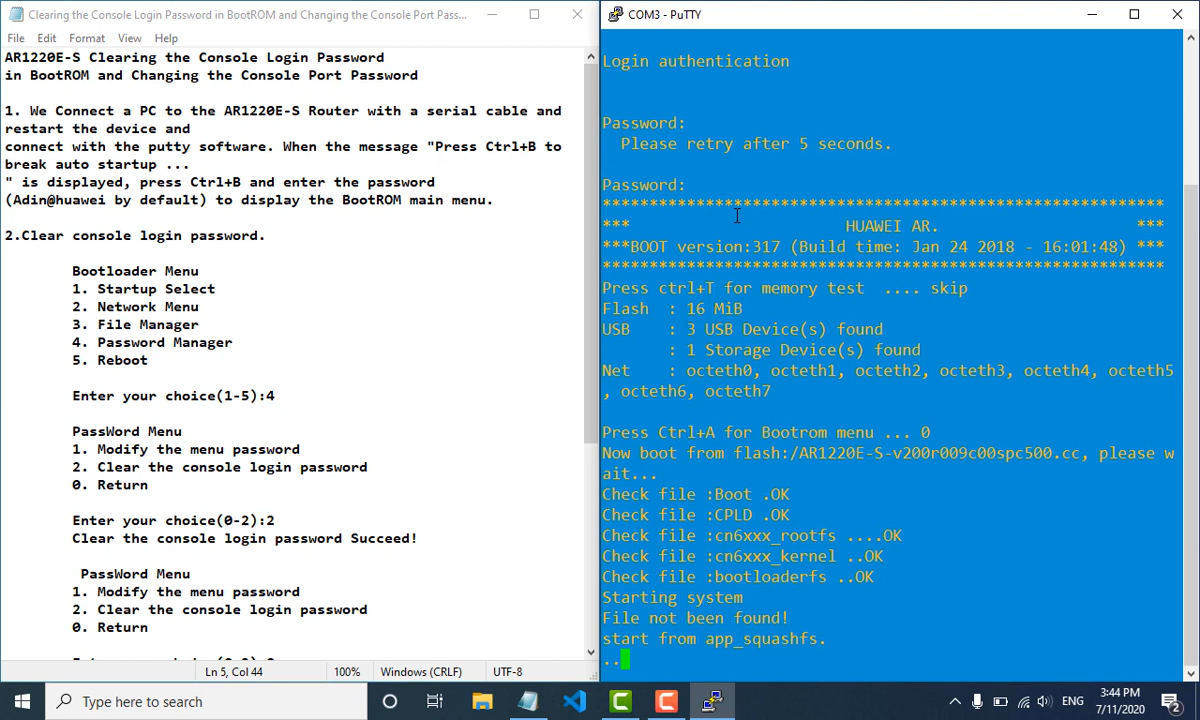 Clearing the Console Login Password in BootROM and Changing the Console Port Pass...
File Edit Format View Help
AR1220E-S Clearing the Console Login Password
in BootROM and Changing the Console Port Password
1. We Connect a PC to the AR1220E-S Router with a serial cable and
restart the device and
connect with the putty software. When the message "Press Ctrl+B to
break auto startup ...
" is displayed, press Ctrl+B and enter the password
(Adin@huawei by default) to display the BootROM main menu.
2.Clear console login password.
Bootloader Menu
1. Startup Select
2. Network Menu
3. File Manager
4. Password Manager
5. Reboot
Enter your choice(1-5):4
PassWord Menu
1. Modify the menu password
2. Clear the console login password
0. Return
Enter your choice(0-2):2
Clear the console login password Succeed!
PassWord Menu
1. Modify the menu password
2. Clear the console login password
0. Return
Ln 5, Col 44 100% Windows (CRLF) UTF-8
COM3 - PuTTY
Login authentication
Password:
Please retry after 5 seconds.
Password:
************************************************************
*** HUAWEI AR. ***
***BOOT version:317 (Build time: Jan 24 2018 - 16:01:48) ***
************************************************************
Press ctrl+T for memory test .... skip
Flash : 16 MiB
USB : 3 USB Device(s) found
: 1 Storage Device(s) found
Net : octeth0, octeth1, octeth2, octeth3, octeth4, octeth5
, octeth6, octeth7
Press Ctrl+A for Bootrom menu ... 0
Now boot from flash:/AR1220E-S-v200r009c00spc500.cc, please w
ait...
Check file :Boot .OK
Check file :CPLD .OK
Check file :cn6xxx_rootfs ....OK
Check file :cn6xxx_kernel ..OK
Check file :bootloaderfs ..OK
Starting system
File not been found!
start from app_squashfs.
..
Type here to search
ENG
3:44 PM
7/11/2020
2